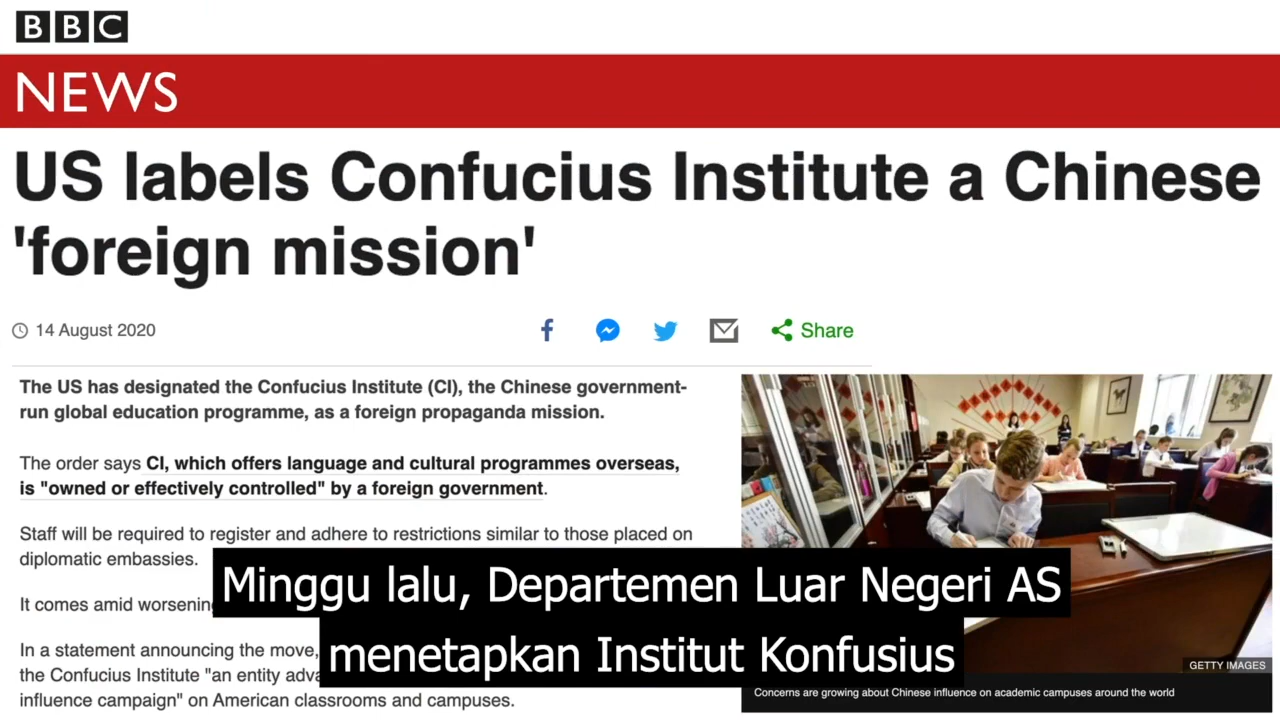 BBC
NEWS
US labels Confucius Institute a Chinese
'foreign mission'
14 August 2020
Share
The US has designated the Confucius Institute (CI), the Chinese government-
run global education programme, as a foreign propaganda mission.
The order says CI, which offers language and cultural programmes overseas,
is "owned or effectively controlled" by a foreign government.
Staff will be required to register and adhere to restrictions similar to those placed on
diplomatic embassies.
It comes amid
In a statement announcing the move,
the Confucius Institute "an entity
influence campaign" on American classrooms and campuses.
GETTY IMAGES
Concerns are growing about Chinese influence on academic campuses around the world
Minggu lalu, Departemen Luar Negeri AS
menetapkan Institut Konfusius